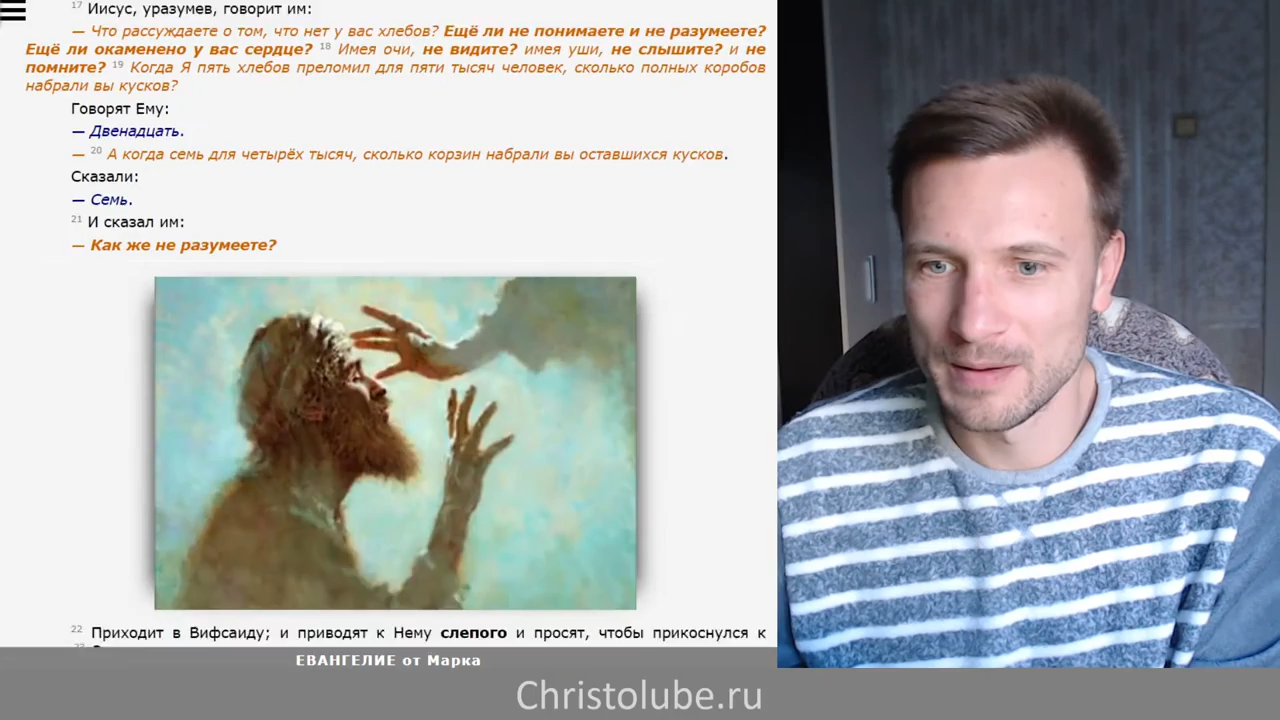 17 Иисус, уразумев, говорит им:
— Что рассуждаете о том, что нет у вас хлебов? Ещё ли не понимаете и не разумеете?
Ещё ли окаменено у вас сердце? 18 Имея очи, не видите? имея уши, не слышите? и не
помните? 19 Когда Я пять хлебов преломил для пяти тысяч человек, сколько полных коробов
набрали вы кусков?
Говорят Ему:
— Двенадцать.
— 20 А когда семь для четырёх тысяч, сколько корзин набрали вы оставшихся кусков.
Сказали:
— Семь.
21 И сказал им:
— Как же не разумеете?
22 Приходит в Вифсаиду; и приводят к Нему слепого и просят, чтобы прикоснулся к
ЕВАНГЕЛИЕ от Марка
Christolube.ru